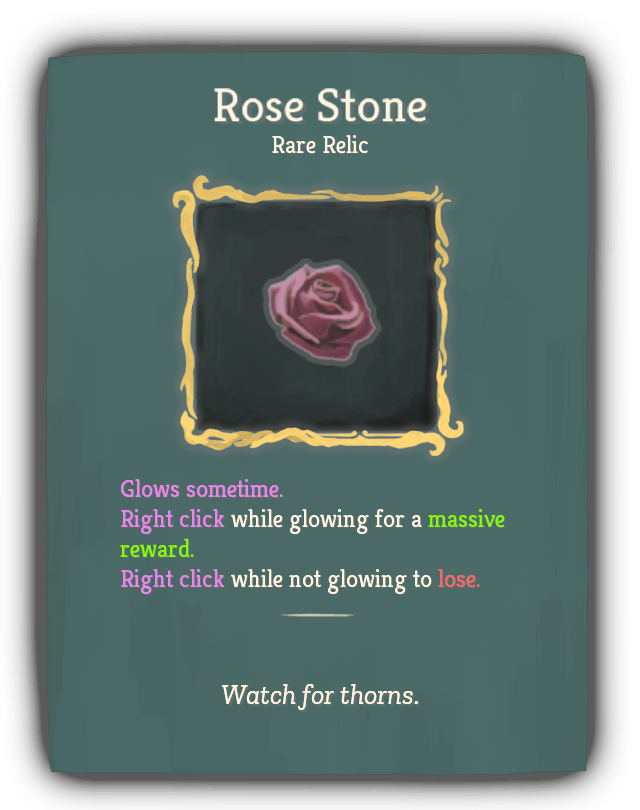 Rose Stone
Rare Relic
Glows sometime.
Right click while glowing for a massive
reward.
Right click while not glowing to lose.
Watch for thorns.